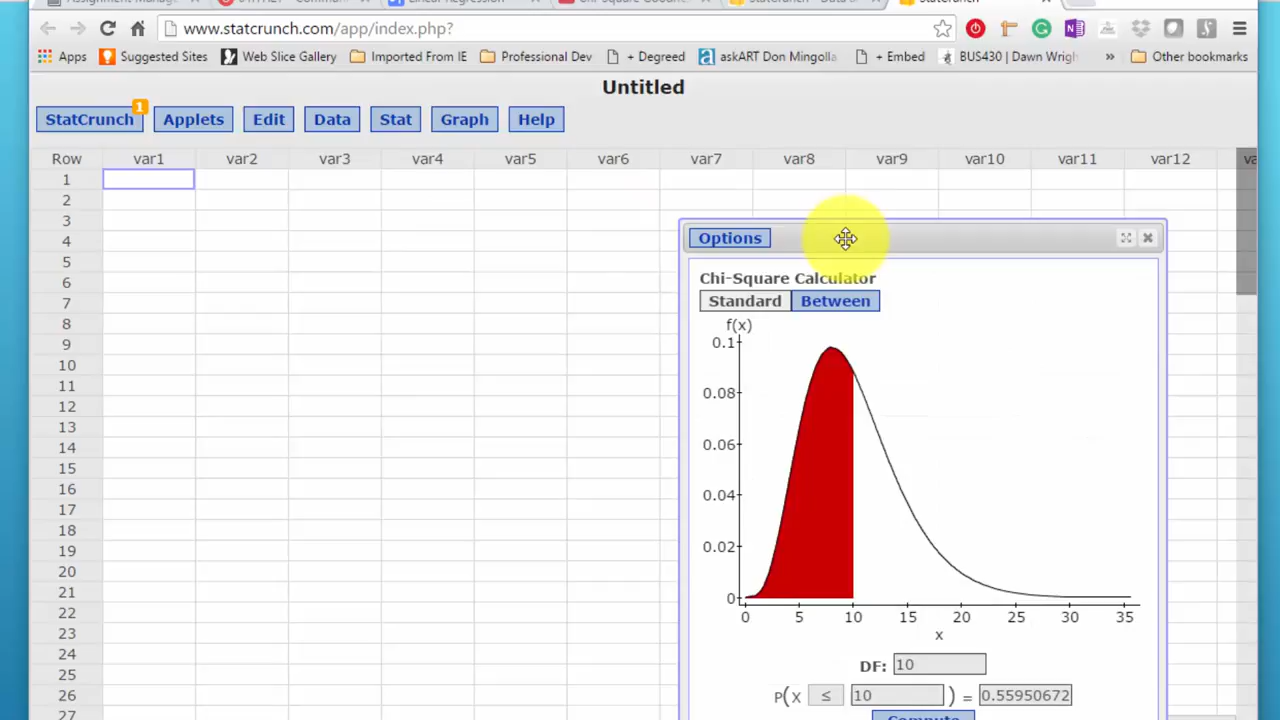 www.statcrunch.com/app/index.php?
Apps Suggested Sites Web Slice Gallery Imported From IE Professional Dev + Degreed askART Don Mingolla + Embed BUS430 | Dawn Wrigh » Other bookmarks
Untitled
StatCrunch 1 Applets Edit Data Stat Graph Help
Row var1 var2 var3 var4 var5 var6 var7 var8 var9 var10 var11 var12 va
1
2
3
4
5
6
7
8
9
10
11
12
13
14
15
16
17
18
19
20
21
22
23
24
25
26
27
Options
Chi-Square Calculator
Standard Between
f(x)
0.1
0.08
0.06
0.04
0.02
0
0 5 10 15 20 25 30 35
x
DF: 10
P(X ≤ 10 ) = 0.55950672
Compute